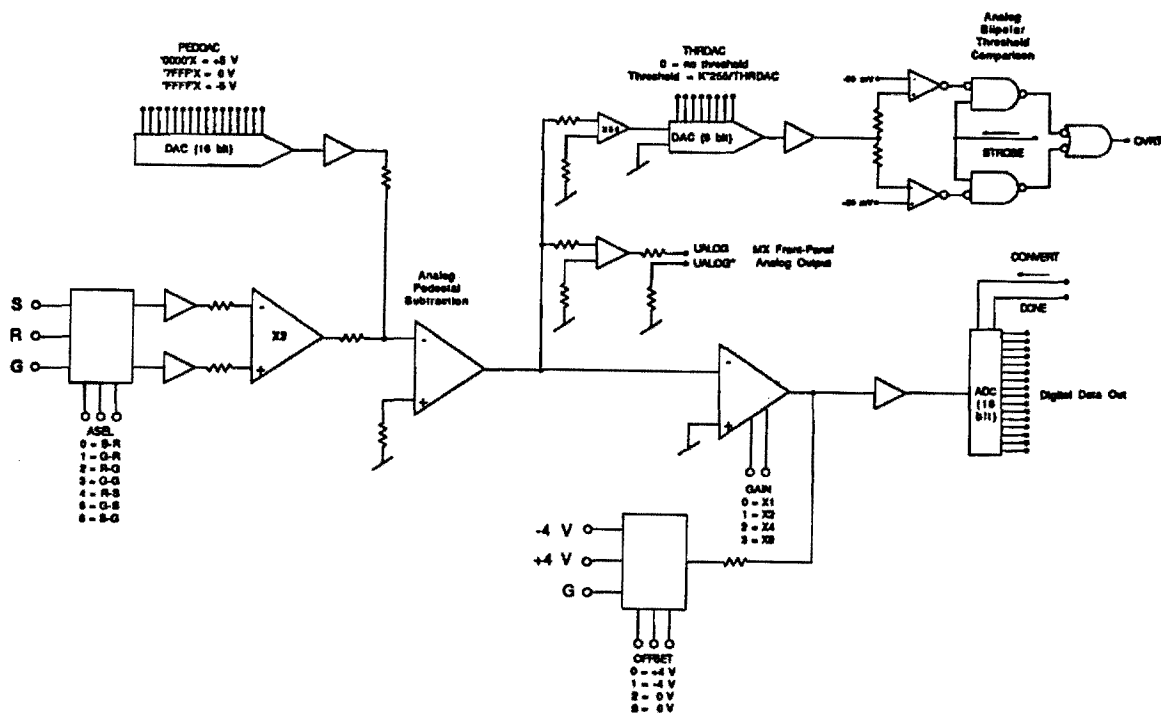 PEDDAC
'0000'X = +5 V
'7FFF'X = 0 V
'FFFF'X = -5 V
DAC (16 bit)
THRDAC
0 = no threshold
Threshold = K*256/THRDAC
DAC (8 bit)
Analog
Bipolar
Threshold
Comparison
STROBE
OVRT
UALOG
UALOG*
MX Front-Panel
Analog Output
Analog
Pedestal
Subtraction
S
R
G
X2
ASEL
0 = S-R
1 = G-R
2 = R-G
3 = G-G
4 = R-S
5 = G-S
6 = S-G
CONVERT
DONE
ADC
(16
bit)
Digital Data Out
GAIN
0 = X1
1 = X2
2 = X4
3 = X8
-4 V
+4 V
G
OFFSET
0 = +4 V
1 = -4 V
2 = 0 V
3 = 0 V